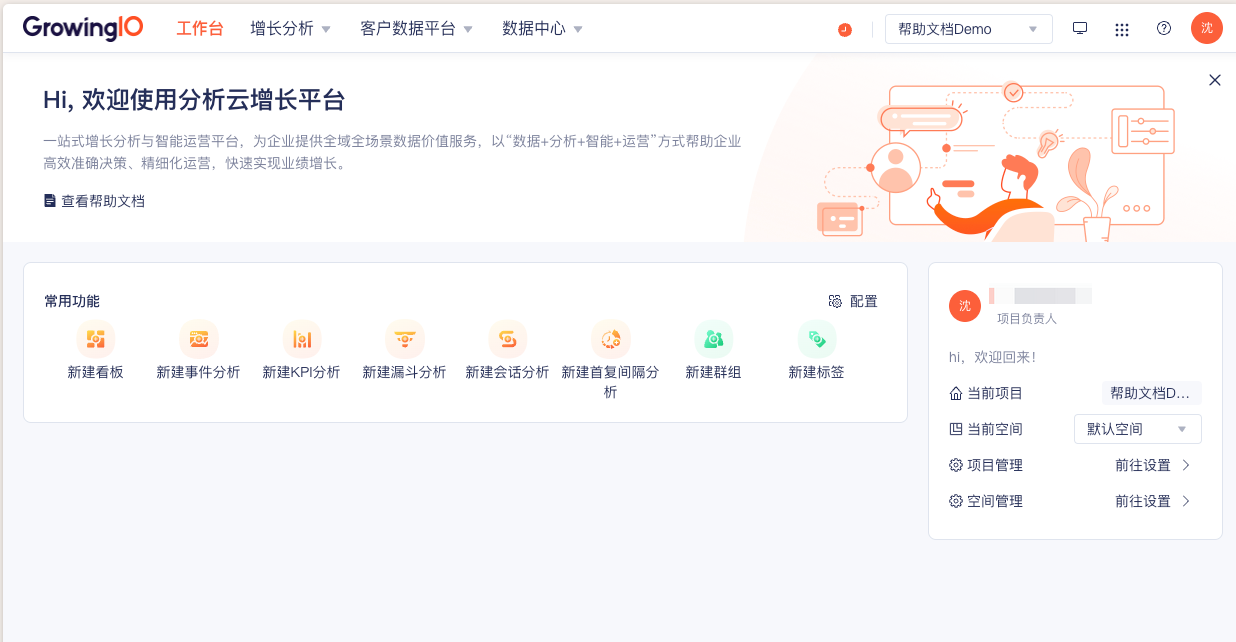 GrowingIO 工作台 增长分析 客户数据平台 数据中心 帮助文档Demo 沈
Hi, 欢迎使用分析云增长平台
一站式增长分析与智能运营平台，为企业提供全域全场景数据价值服务，以“数据+分析+智能+运营”方式帮助企业
高效准确决策、精细化运营，快速实现业绩增长。
查看帮助文档
常用功能 配置
新建看板 新建事件分析 新建KPI分析 新建漏斗分析 新建会话分析 新建首复间隔分
析 新建群组 新建标签
沈
项目负责人
hi，欢迎回来！
当前项目 帮助文档D...
当前空间 默认空间
项目管理 前往设置
空间管理 前往设置